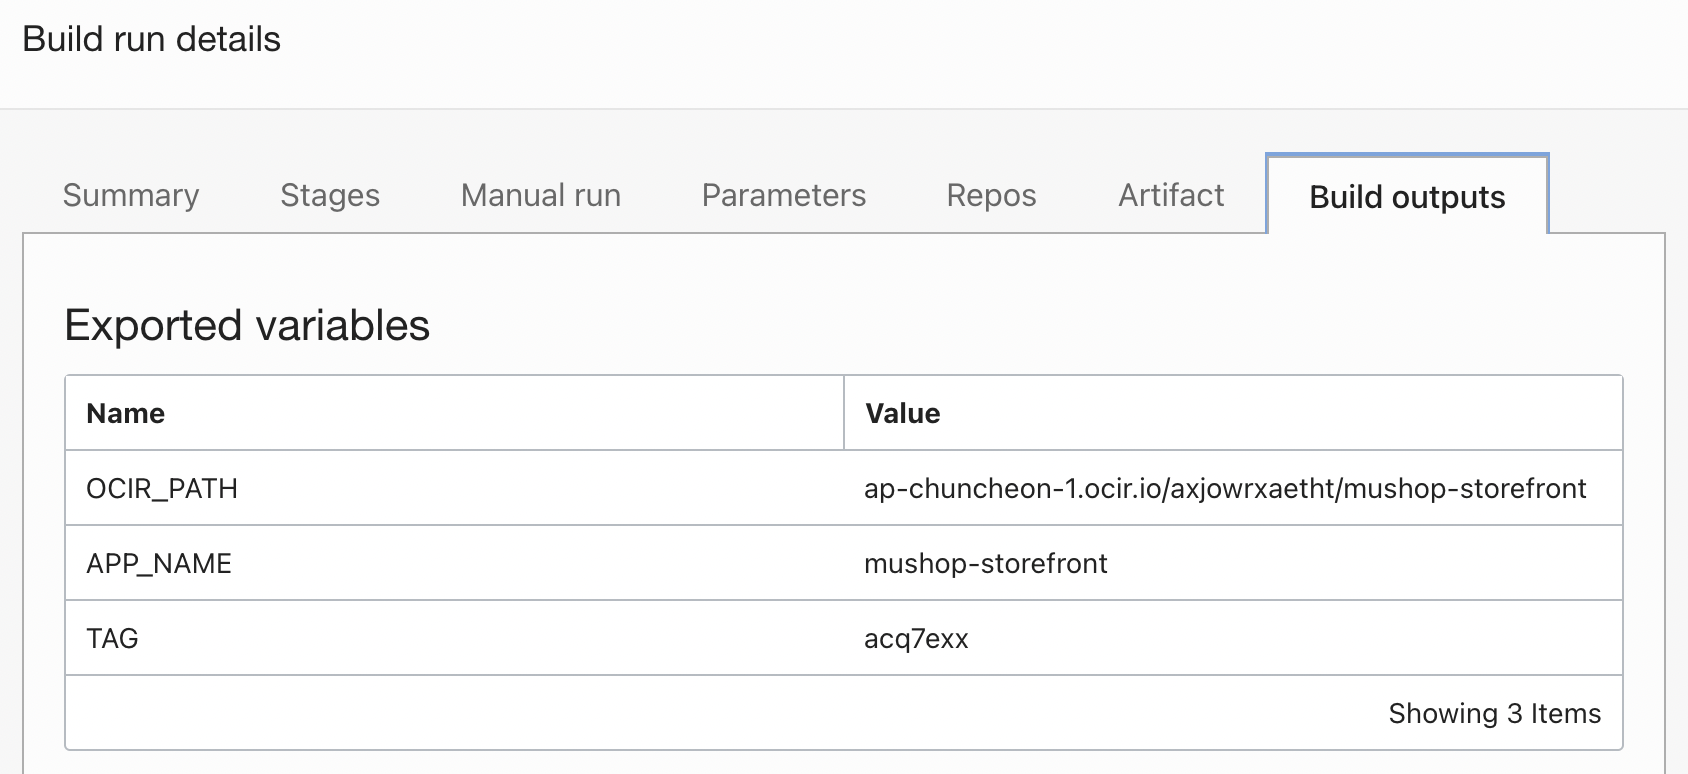 Build run details
Summary Stages Manual run Parameters Repos Artifact Build outputs
Exported variables
Name Value
OCIR_PATH ap-chuncheon-1.ocir.io/axjowrxaetht/mushop-storefront
APP_NAME mushop-storefront
TAG acq7exx
Showing 3 Items